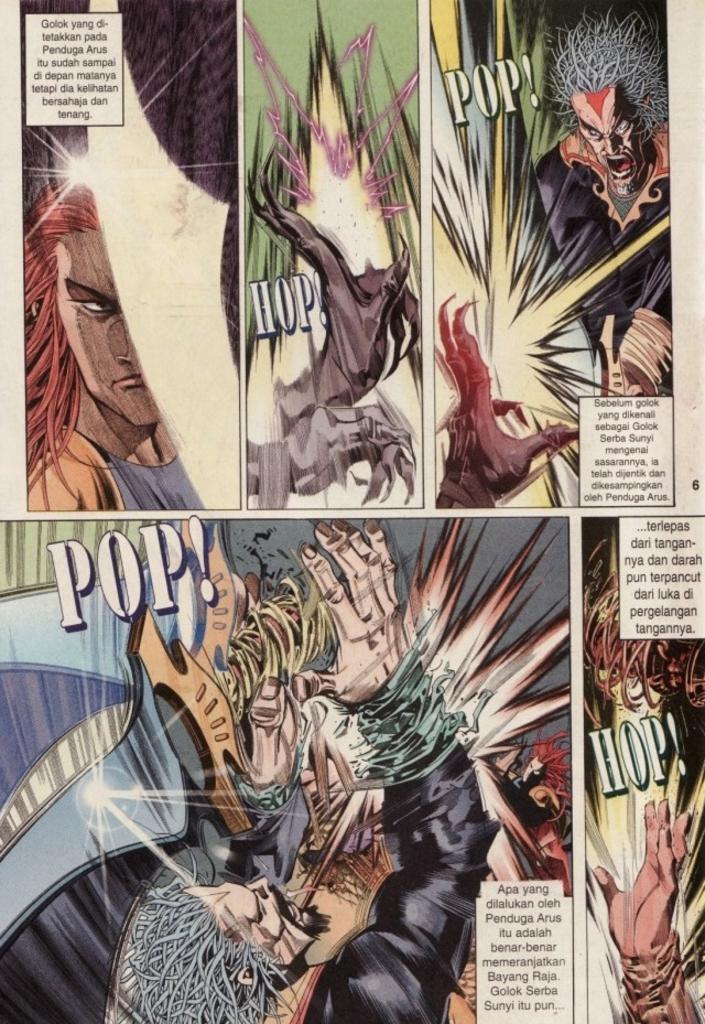 Golok yang di-
tetakkan pada
Penduga Arus
itu sudah sampai
di depan matanya
tetapi dia kelihatan
bersahaja dan
tenang.
HOP!
POP!
Sebelum golok
yang dikenali
sebagai Golok
Serba Sunyi
mengenai
sasarannya, ia
telah dijentik dan
dikesampingkan
oleh Penduga Arus.
6
POP!
Apa yang
dilalukan oleh
Penduga Arus
itu adalah
benar-benar
memeranjatkan
Bayang Raja.
Golok Serba
Sunyi itu pun...
...terlepas
dari tangan-
nya dan darah
pun terpancut
dari luka di
pergelangan
tangannya.
HOP!